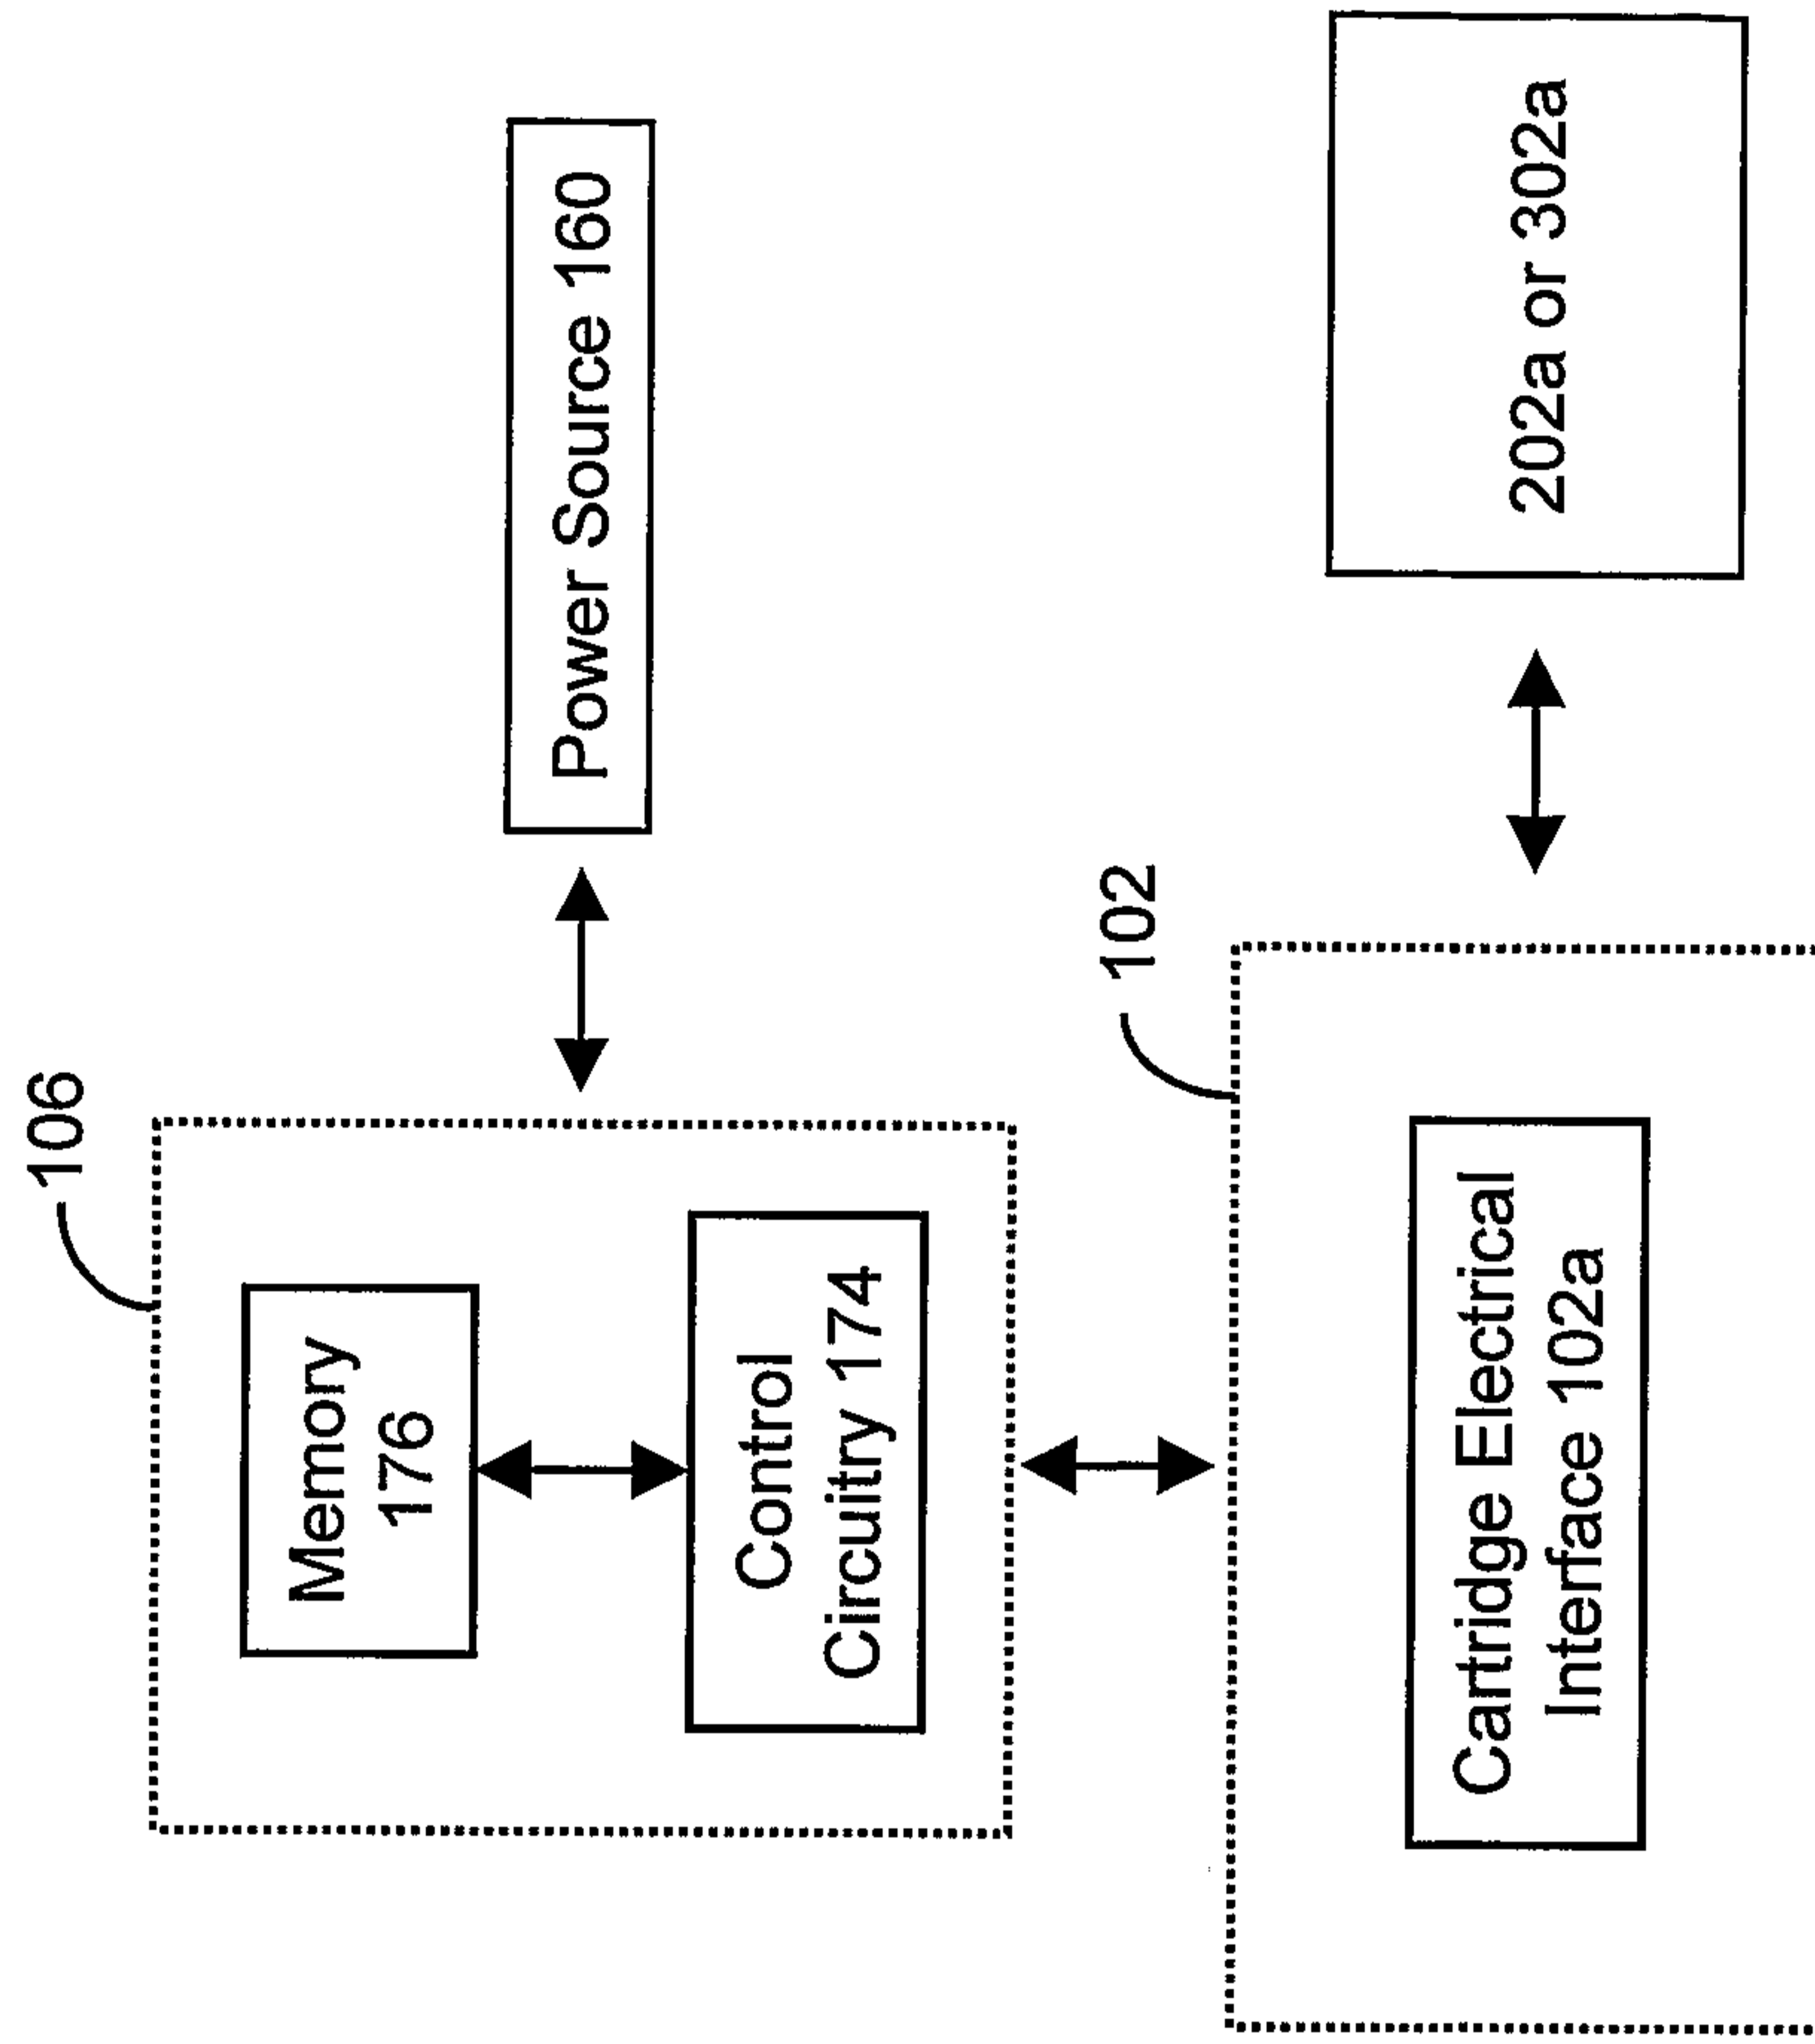 106
Memory
176
Control
Circuitry 174
Power Source 160
102
Cartridge Electrical
Interface 102a
202a or 302a